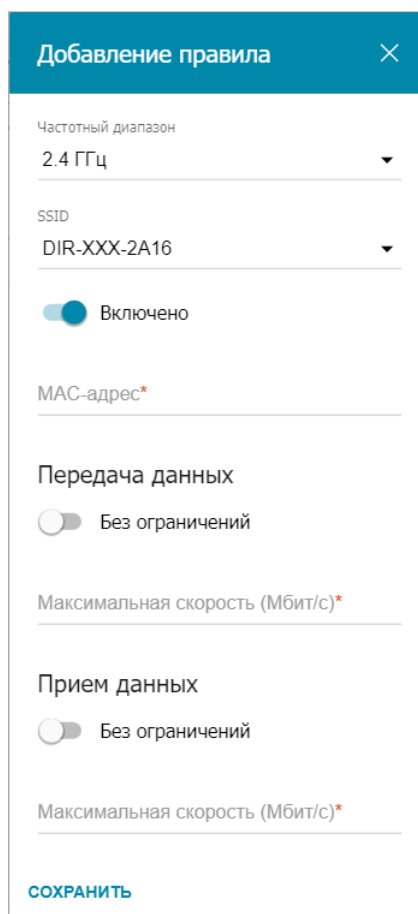 Добавление правила
Частотный диапазон
2.4 ГГц
SSID
DIR-XXX-2A16
Включено
MAC-адрес*
Передача данных
Без ограничений
Максимальная скорость (Мбит/с)*
Прием данных
Без ограничений
Максимальная скорость (Мбит/с)*
СОХРАНИТЬ